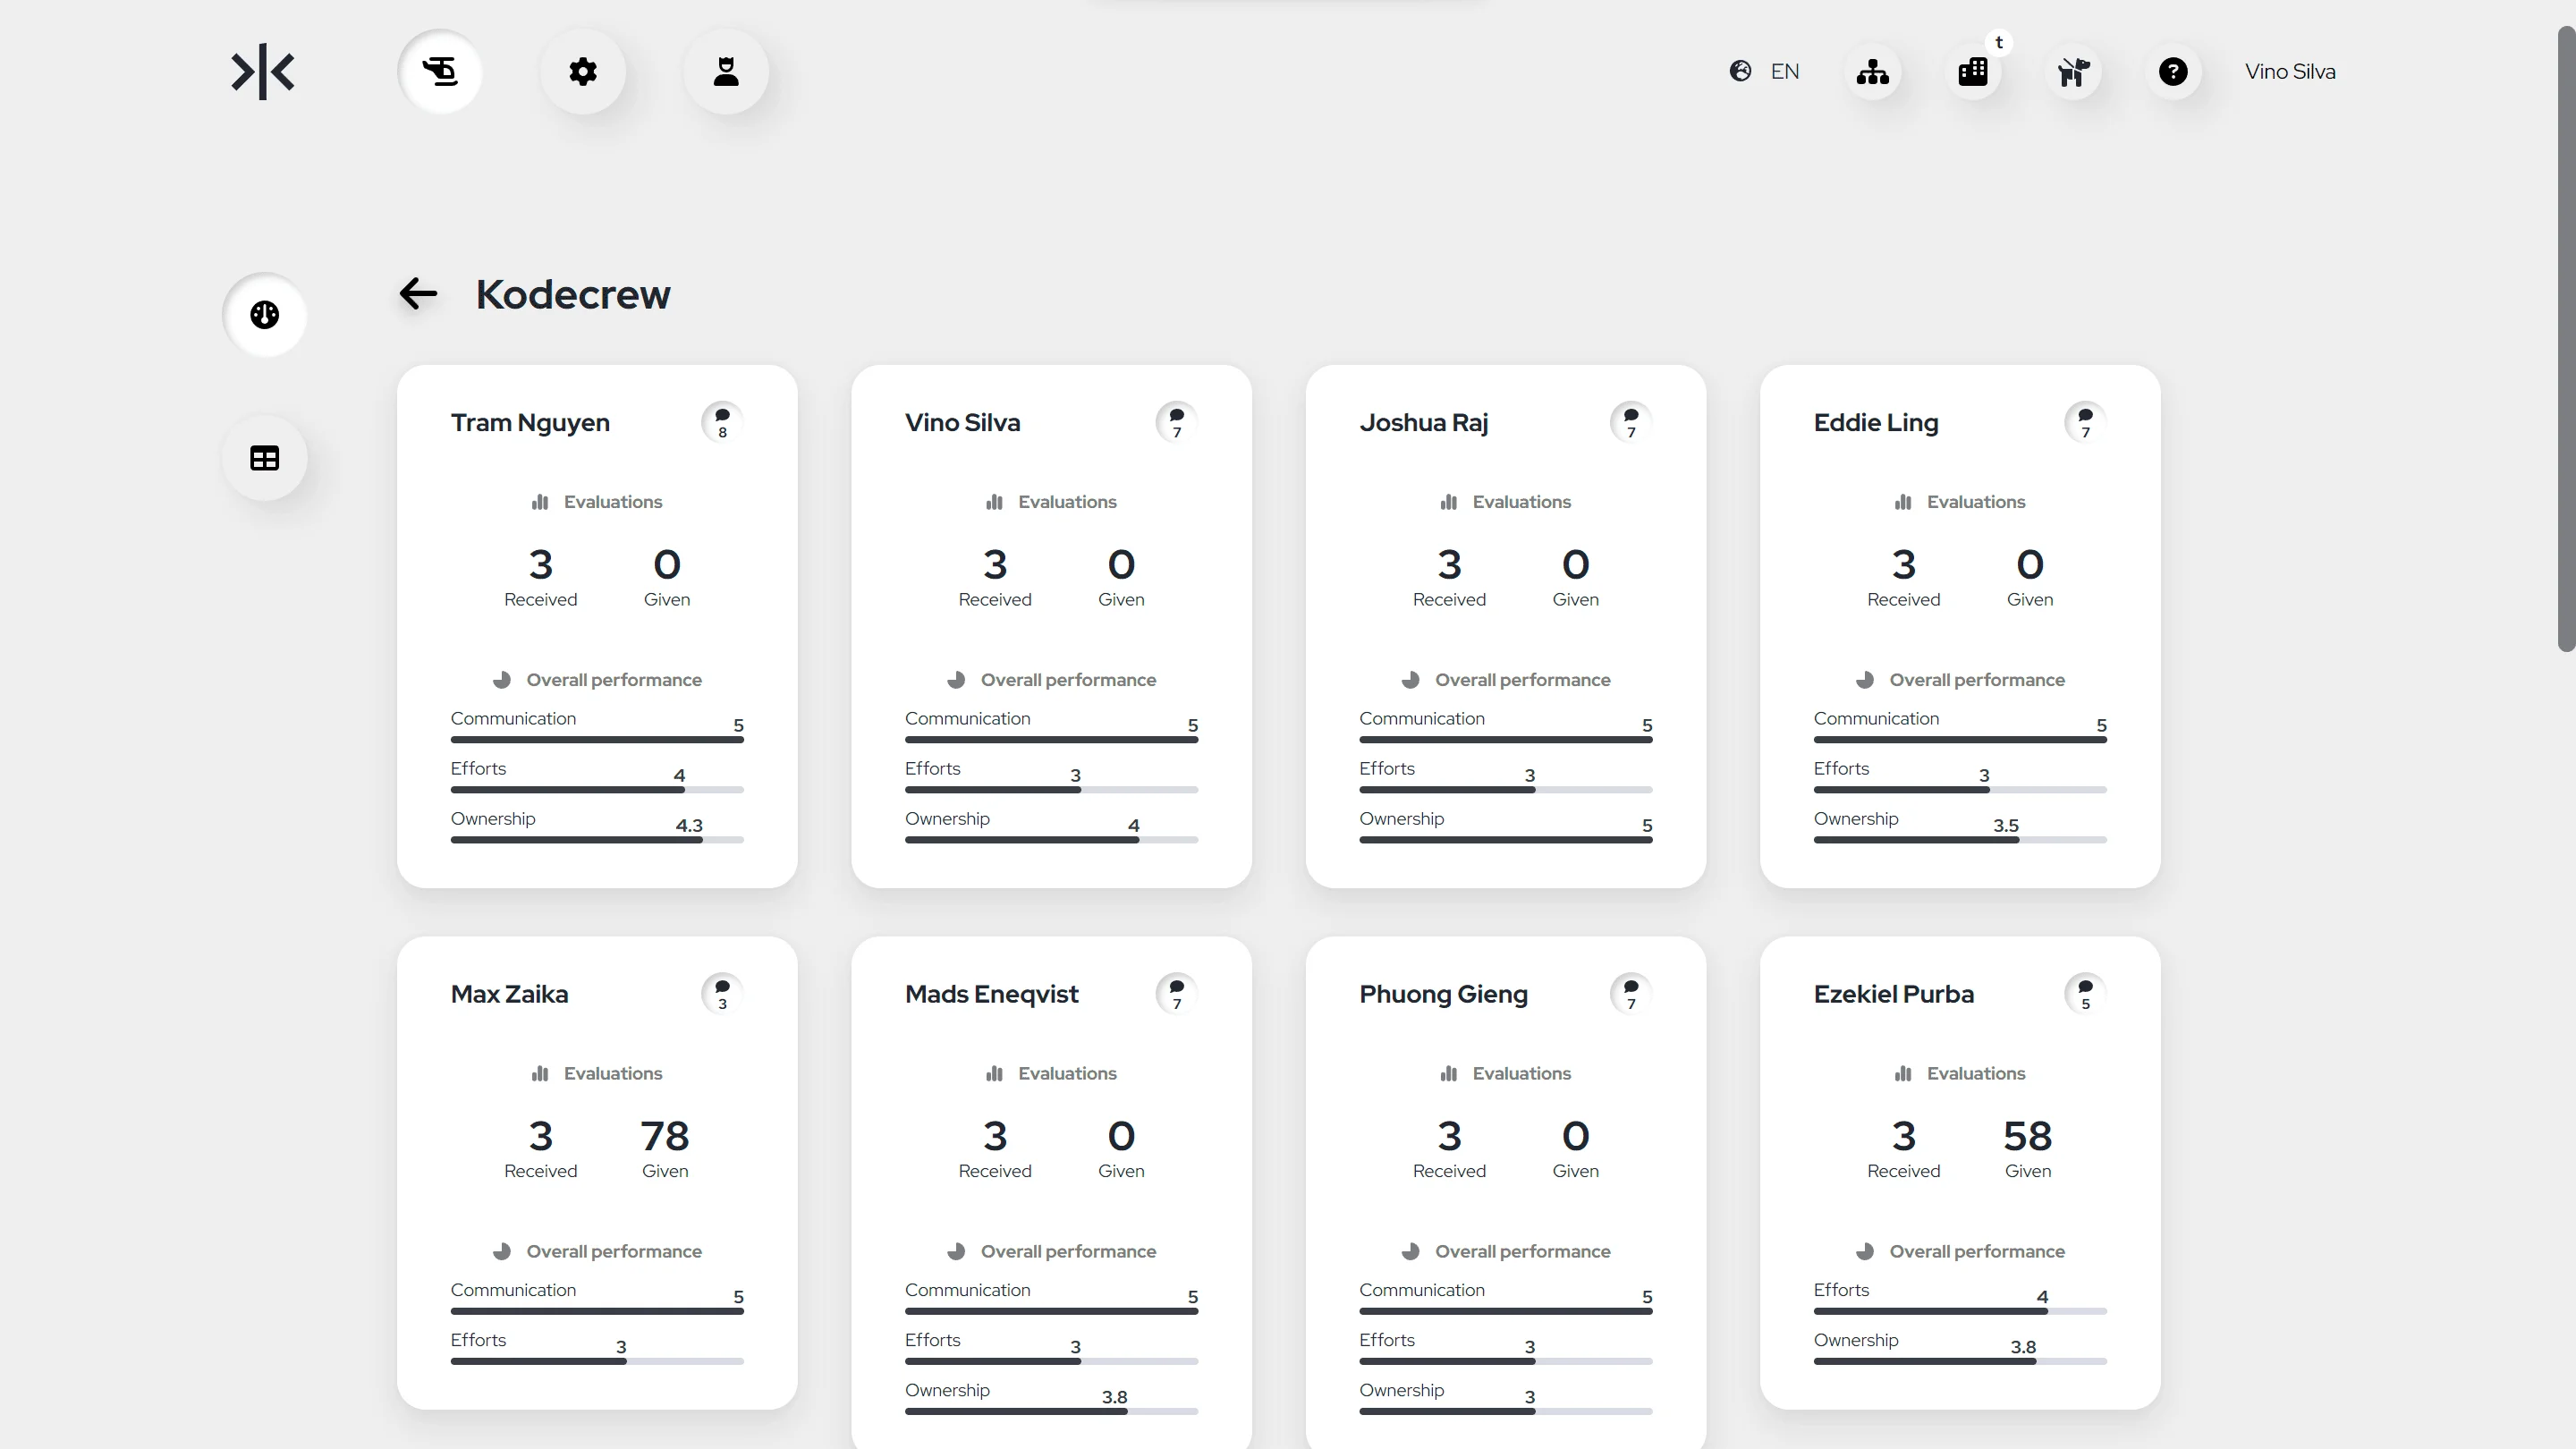 EN
t
Vino Silva
Kodecrew
Tram Nguyen
8
Evaluations
3
0
Received
Given
Overall performance
Communication
5
Efforts
4
Ownership
4.3
Vino Silva
7
Evaluations
3
0
Received
Given
Overall performance
Communication
5
Efforts
3
Ownership
4
Joshua Raj
7
Evaluations
3
0
Received
Given
Overall performance
Communication
5
Efforts
3
Ownership
5
Eddie Ling
7
Evaluations
3
0
Received
Given
Overall performance
Communication
5
Efforts
3
Ownership
3.5
Max Zaika
3
Evaluations
3
78
Received
Given
Overall performance
Communication
5
Efforts
3
Mads Eneqvist
7
Evaluations
3
0
Received
Given
Overall performance
Communication
5
Efforts
3
Ownership
3.8
Phuong Gieng
7
Evaluations
3
0
Received
Given
Overall performance
Communication
5
Efforts
3
Ownership
3
Ezekiel Purba
5
Evaluations
3
58
Received
Given
Overall performance
Efforts
4
Ownership
3.8